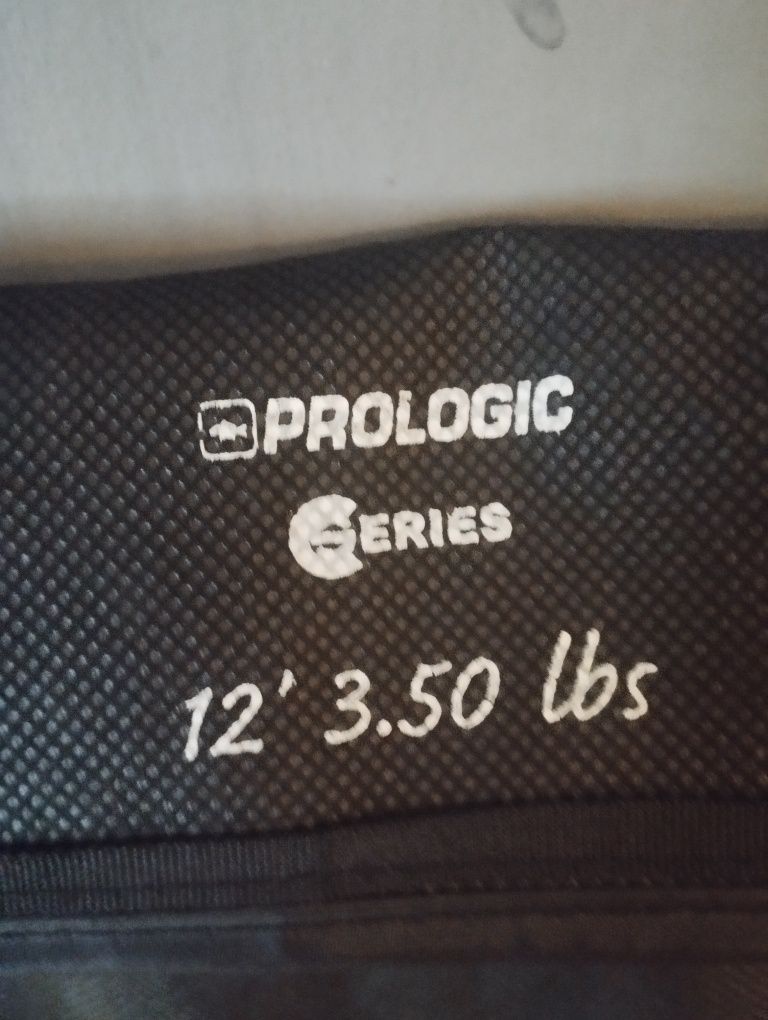 PROLOGIC
C SERIES
12' 3.50 lbs